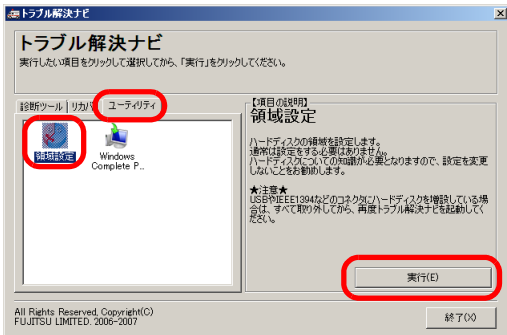 トラブル解決ナビ
トラブル解決ナビ
実行したい項目をクリックして選択してから、「実行」をクリックしてください。
診断ツール
リカバ
ユーティリティ
領域設定
Windows
Complete P...
【項目の説明】
領域設定
ハードディスクの領域を設定します。
通常は設定をする必要はありません。
ハードディスクについての知識が必要となりますので、設定を変更
しないことをお勧めします。
★注意★
USBやIEEE1394などのコネクタにハードディスクを増設している場
合は、すべて取り外してから、再度トラブル解決ナビを起動してく
ださい。
実行(E)
All Rights Reserved, Copyright(C)
FUJITSU LIMITED. 2006-2007
終了(X)